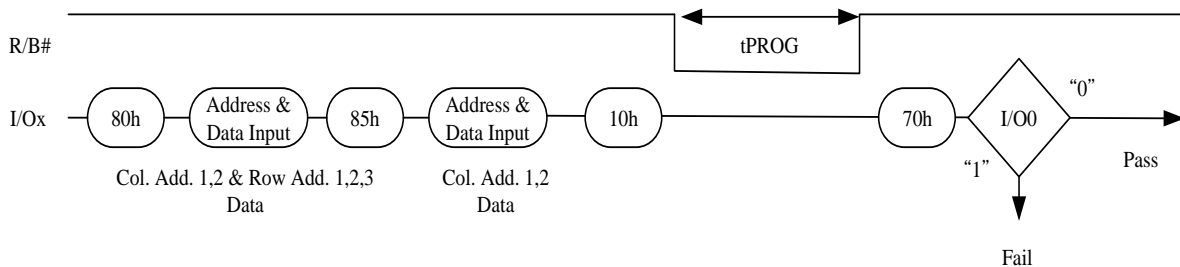 R/B#
tPROG
I/Ox
80h
Address &
Data Input
85h
Address &
Data Input
10h
70h
I/O0
“0”
“1”
Pass
Col. Add. 1,2 & Row Add. 1,2,3
Data
Col. Add. 1,2
Data
Fail